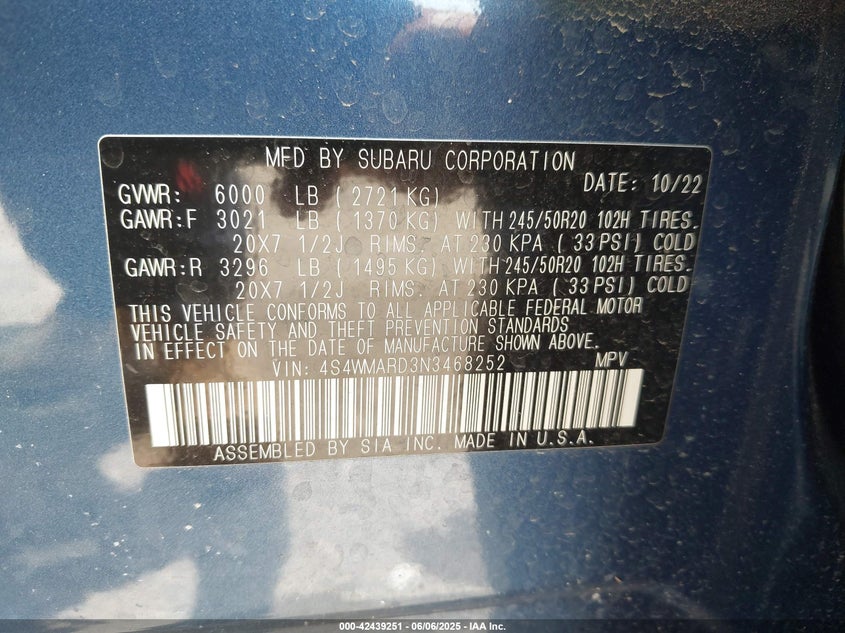 MFD BY SUBARU CORPORATION
DATE: 10/22
GVWR: 6000 LB ( 2721 KG)
GAWR:F 3021 LB ( 1370 KG) WITH 245/50R20 102H TIRES.
20X7 1/2J RIMS. AT 230 KPA ( 33 PSI) COLD
GAWR:R 3296 LB ( 1495 KG) WITH 245/50R20 102H TIRES.
20X7 1/2J RIMS. AT 230 KPA ( 33 PSI) COLD
THIS VEHICLE CONFORMS TO ALL APPLICABLE FEDERAL MOTOR
VEHICLE SAFETY AND THEFT PREVENTION STANDARDS
IN EFFECT ON THE DATE OF MANUFACTURE SHOWN ABOVE.
VIN: 4S4WMARD3N3468252 MPV
ASSEMBLED BY SIA INC. MADE IN U.S.A.
000-42439251 - 06/06/2025 - IAA Inc.